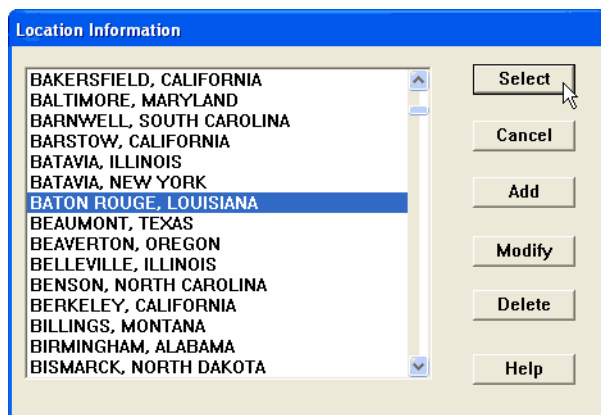 Location Information
BAKERSFIELD, CALIFORNIA
BALTIMORE, MARYLAND
BARNWELL, SOUTH CAROLINA
BARSTOW, CALIFORNIA
BATAVIA, ILLINOIS
BATAVIA, NEW YORK
BATON ROUGE, LOUISIANA
BEAUMONT, TEXAS
BEAVERTON, OREGON
BELLEVILLE, ILLINOIS
BENSON, NORTH CAROLINA
BERKELEY, CALIFORNIA
BILLINGS, MONTANA
BIRMINGHAM, ALABAMA
BISMARCK, NORTH DAKOTA
Select
Cancel
Add
Modify
Delete
Help